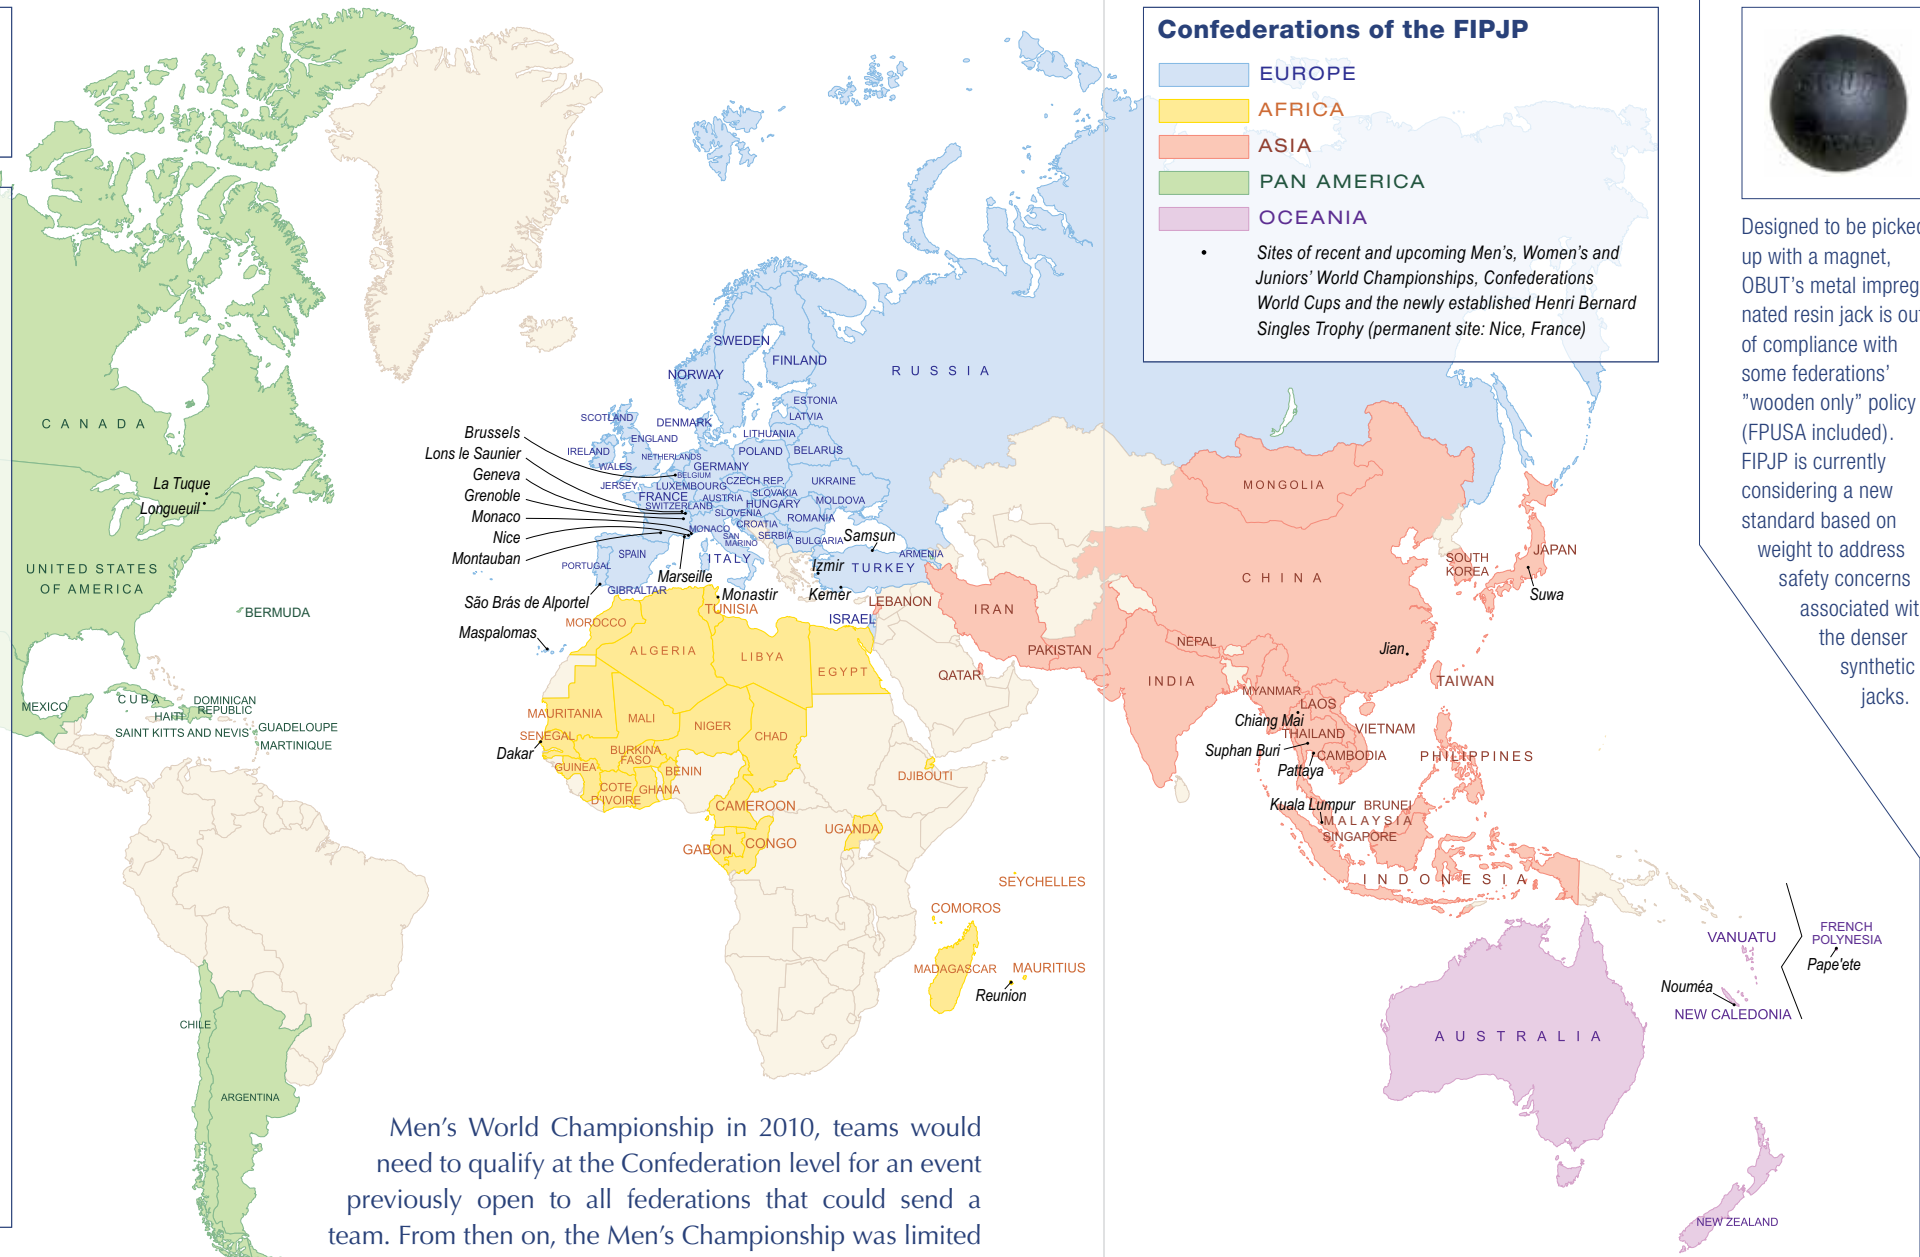 Confederations of the FIPJP
EUROPE
AFRICA
ASIA
PAN AMERICA
OCEANIA
• Sites of recent and upcoming Men's, Women's and
Juniors' World Championships, Confederations
World Cups and the newly established Henri Bernard
Singles Trophy (permanent site: Nice, France)
Designed to be picked
up with a magnet,
OBUT's metal impreg
nated resin jack is out
of compliance with
some federations'
"wooden only" policy
(FPUSA included).
FIPJP is currently
considering a new
standard based on
weight to address
safety concerns
associated wit
the denser
synthetic
jacks.
CANADA
La Tuque
Longueuil
UNITED STATES
OF AMERICA
BERMUDA
MEXICO
CUBA
HAITI
DOMINICAN
REPUBLIC
SAINT KITTS AND NEVIS
GUADELOUPE
MARTINIQUE
CHILE
ARGENTINA
SWEDEN
FINLAND
NORWAY
RUSSIA
ESTONIA
LATVIA
LITHUANIA
SCOTLAND
DENMARK
ENGLAND
IRELAND
WALES
NETHERLANDS
POLAND
BELARUS
GERMANY
BELGIUM
JERSEY
LUXEMBOURG
CZECH REP.
UKRAINE
FRANCE
AUSTRIA
SLOVAKIA
SWITZERLAND
HUNGARY
MOLDOVA
SLOVENIA
ROMANIA
MONACO
CROATIA
SAN
MARINO
SERBIA
BULGARIA
SPAIN
ITALY
PORTUGAL
GIBRALTAR
TURKEY
ARMENIA
ISRAEL
Brussels
Lons le Saunier
Geneva
Grenoble
Monaco
Nice
Montauban
Marseille
São Brás de Alportel
Maspalomas
Monastir
Samsun
Izmir
Kemer
TUNISIA
MOROCCO
ALGERIA
LIBYA
EGYPT
MAURITANIA
MALI
NIGER
CHAD
SENEGAL
Dakar
GUINEA
BURKINA
FASO
BENIN
COTE
D'IVOIRE
GHANA
CAMEROON
GABON
CONGO
UGANDA
DJIBOUTI
SEYCHELLES
COMOROS
MADAGASCAR
MAURITIUS
Reunion
LEBANON
IRAN
QATAR
PAKISTAN
INDIA
NEPAL
MONGOLIA
CHINA
SOUTH
KOREA
JAPAN
Suwa
Jian
TAIWAN
MYANMAR
LAOS
Chiang Mai
THAILAND
VIETNAM
Suphan Buri
CAMBODIA
Pattaya
PHILIPPINES
Kuala Lumpur
BRUNEI
MALAYSIA
SINGAPORE
INDONESIA
VANUATU
FRENCH
POLYNESIA
Pape'ete
Nouméa
NEW CALEDONIA
AUSTRALIA
NEW ZEALAND
Men's World Championship in 2010, teams would
need to qualify at the Confederation level for an event
previously open to all federations that could send a
team. From then on, the Men's Championship was limited